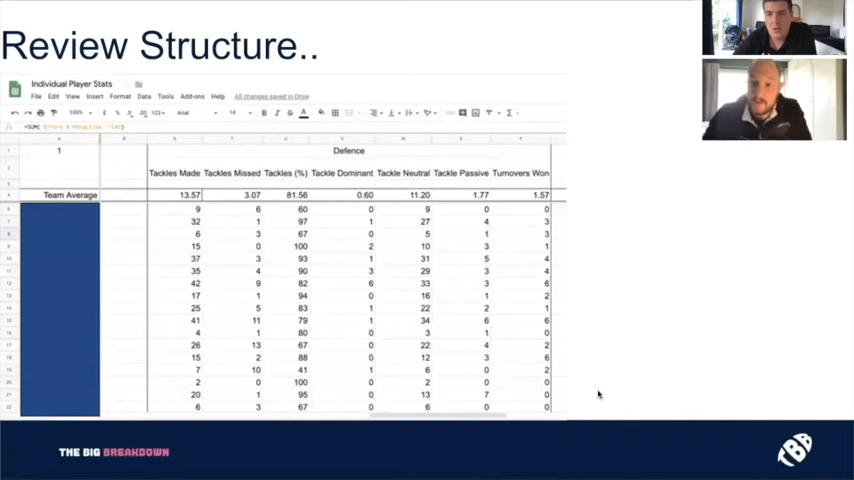 Review Structure..
Individual Player Stats
File Edit View Insert Format Data Tools Add-ons Help All changes saved in Drive
Arial 14
1 Defence
Tackles Made Tackles Missed Tackles (%) Tackle Dominant Tackle Neutral Tackle Passive Turnovers Won
Team Average 13.57 3.07 81.56 0.60 11.20 1.77 1.57
9 6 60 0 9 0 0
32 1 97 1 27 4 3
6 3 67 0 5 1 3
15 0 100 2 10 3 1
37 3 93 1 31 5 4
35 4 90 3 29 3 4
42 9 82 6 33 3 6
17 1 94 0 16 1 2
25 5 83 1 22 2 1
41 11 79 1 34 6 6
4 1 80 0 3 1 0
26 13 67 0 22 4 2
15 2 88 0 12 3 6
7 10 41 1 6 0 2
2 0 100 0 2 0 0
20 1 95 0 13 7 0
6 3 67 0 6 0 0
THE BIG BREAKDOWN
TBB